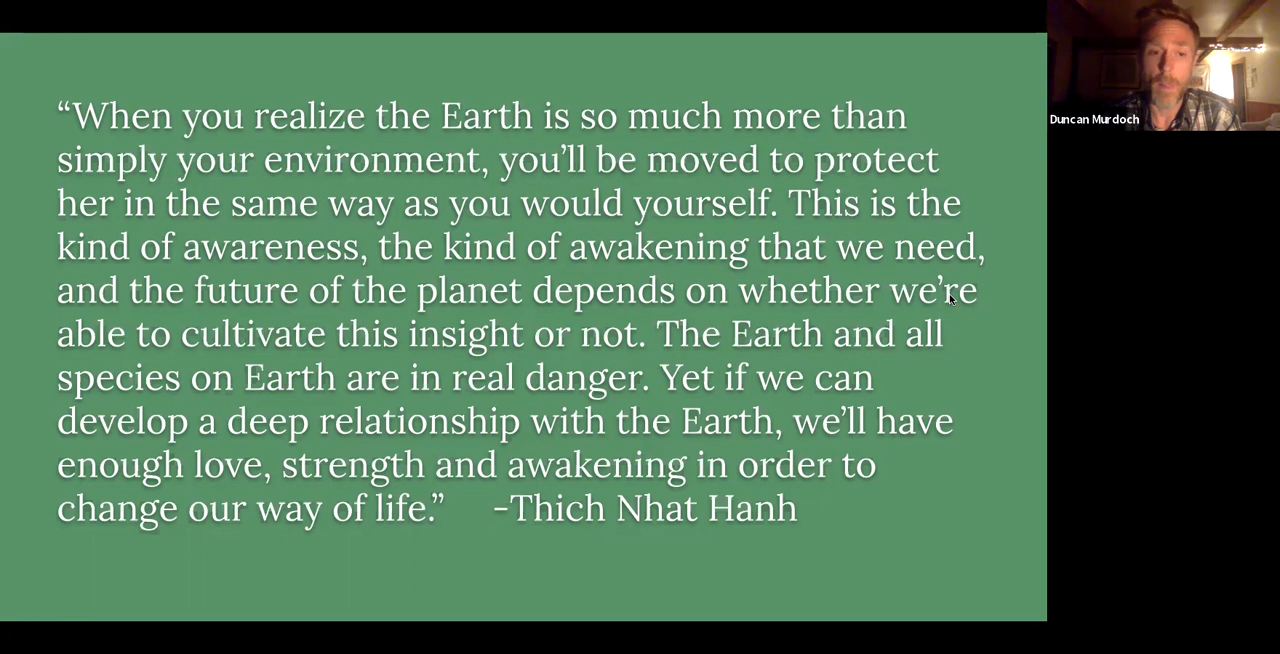 “When you realize the Earth is so much more than
simply your environment, you’ll be moved to protect
her in the same way as you would yourself. This is the
kind of awareness, the kind of awakening that we need,
and the future of the planet depends on whether we’re
able to cultivate this insight or not. The Earth and all
species on Earth are in real danger. Yet if we can
develop a deep relationship with the Earth, we’ll have
enough love, strength and awakening in order to
change our way of life.” -Thich Nhat Hanh
Duncan Murdoch